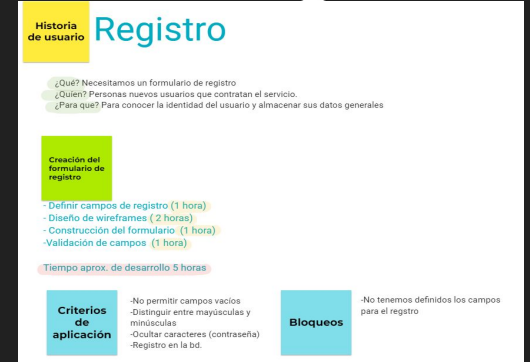 Historia
de usuario
Registro
¿Qué? Necesitamos un formulario de registro
¿Quíen? Personas nuevos usuarios que contratan el servicio.
¿Para que? Para conocer la identidad del usuario y almacenar sus datos generales
Creación del
formulario de
registro
- Definir campos de registro (1 hora)
- Diseño de wireframes ( 2 horas)
- Construcción del formulario (1 hora)
-Validación de campos (1 hora)
Tiempo aprox. de desarrollo 5 horas
Criterios
de
aplicación
-No permitir campos vacíos
-Distinguir entre mayúsculas y
minúsculas
-Ocultar caracteres (contraseña)
-Registro en la bd.
Bloqueos
-No tenemos definidos los campos
para el regstro